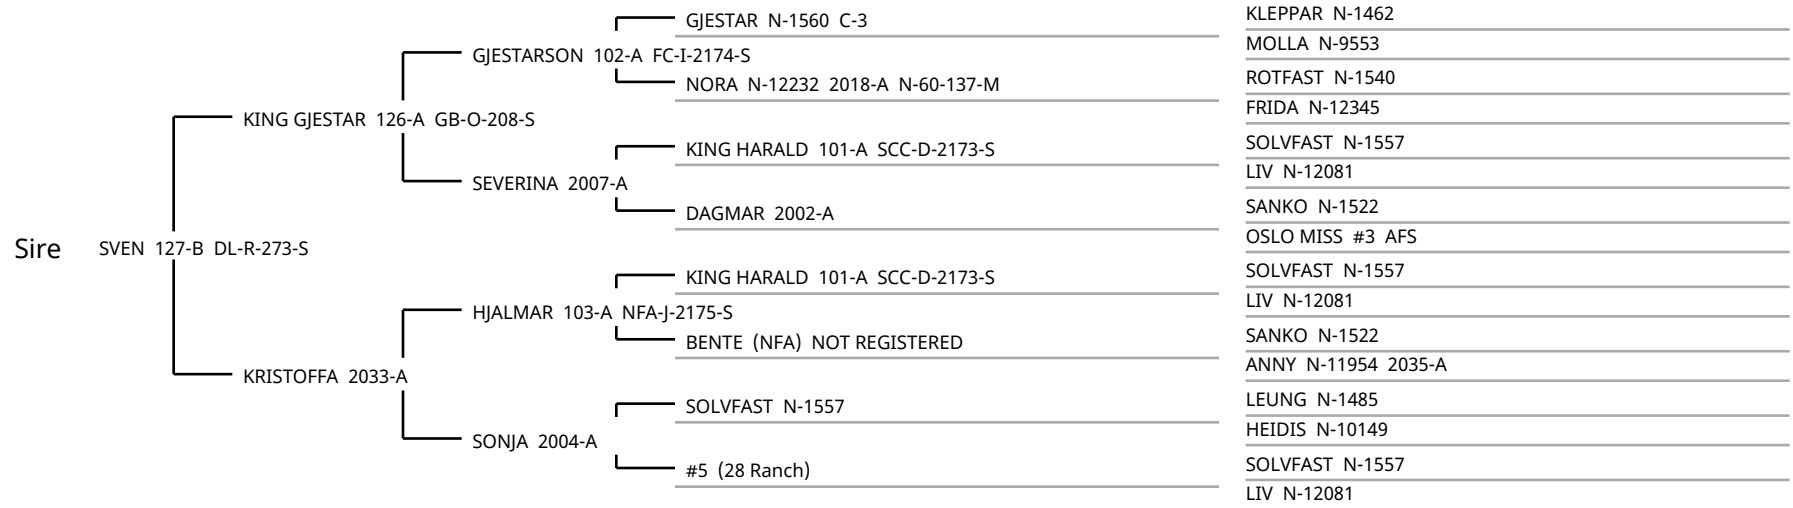 GJESTAR N-1560 C-3
KLEPPAR N-1462
MOLLA N-9553
GJESTARSON 102-A FC-I-2174-S
NORA N-12232 2018-A N-60-137-M
ROTFAST N-1540
FRIDA N-12345
KING GJESTAR 126-A GB-O-208-S
KING HARALD 101-A SCC-D-2173-S
SOLVFAST N-1557
LIV N-12081
SEVERINA 2007-A
DAGMAR 2002-A
SANKO N-1522
OSLO MISS #3 AFS
Sire
SVEN 127-B DL-R-273-S
KING HARALD 101-A SCC-D-2173-S
SOLVFAST N-1557
LIV N-12081
HJALMAR 103-A NFA-J-2175-S
BENTE (NFA) NOT REGISTERED
SANKO N-1522
ANNY N-11954 2035-A
KRISTOFFA 2033-A
SOLVFAST N-1557
LEUNG N-1485
HEIDIS N-10149
SONJA 2004-A
#5 (28 Ranch)
SOLVFAST N-1557
LIV N-12081